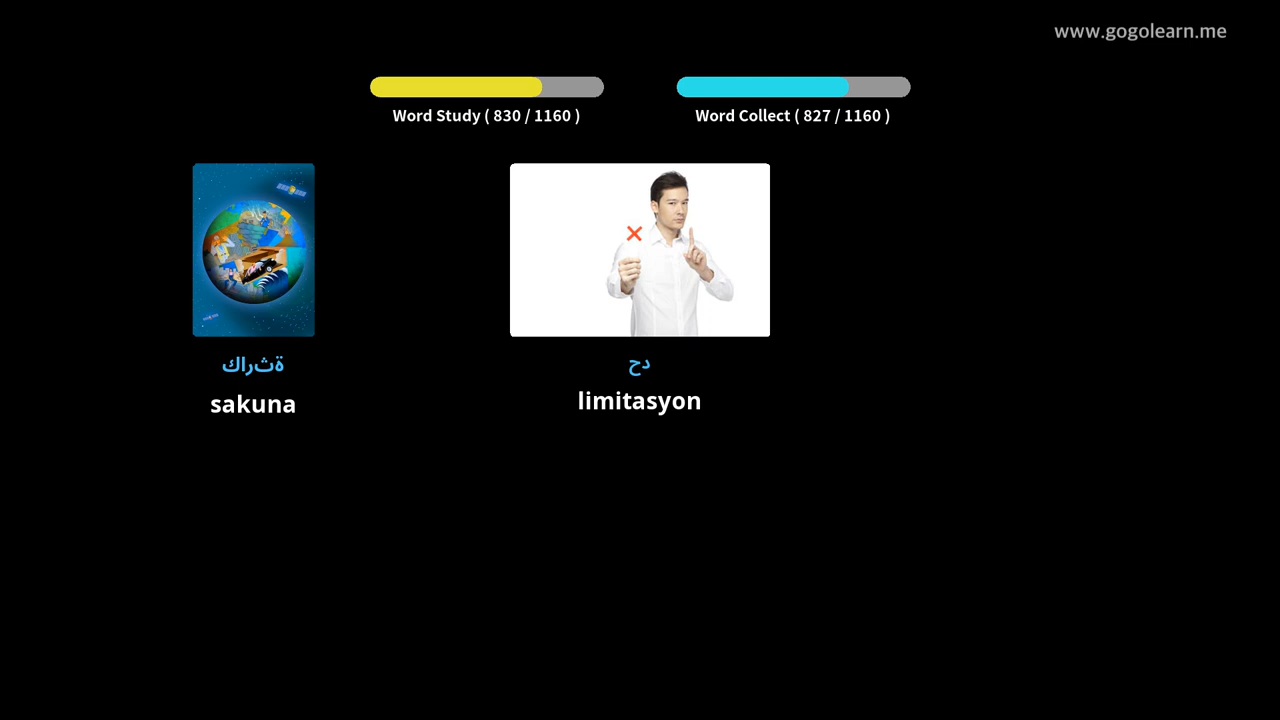 www.gogolearn.me
Word Study ( 830 / 1160 )
Word Collect ( 827 / 1160 )
ةثراك
sakuna
دح
limitasyon